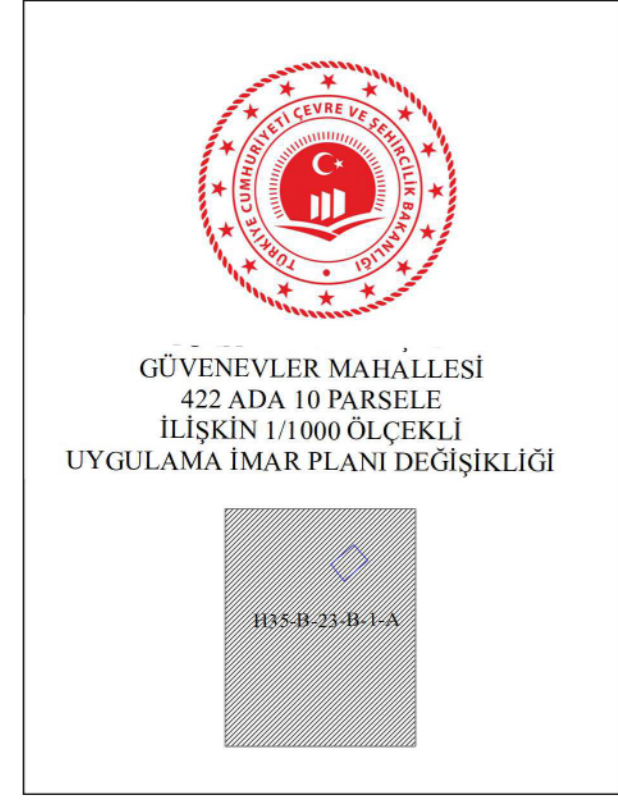 TÜRKİYE CUMHURİYETİ ÇEVRE VE ŞEHİRCİLİK BAKANLIĞI
GÜVENEVLER MAHALLESİ
422 ADA 10 PARSELE
İLİŞKİN 1/1000 ÖLÇEKLİ
UYGULAMA İMAR PLANI DEĞİŞİKLİĞİ
H35-B-23-B-1-A